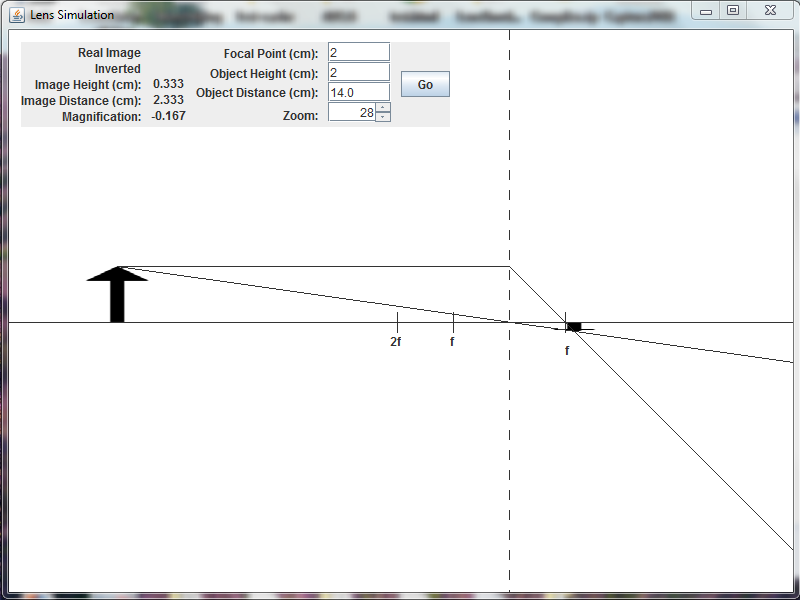 Lens Simulation
Real Image
Inverted
Image Height (cm): 0.333
Image Distance (cm): 2.333
Magnification: -0.167
Focal Point (cm): 2
Object Height (cm): 2
Object Distance (cm): 14.0
Zoom: 28
Go
2f
f
f